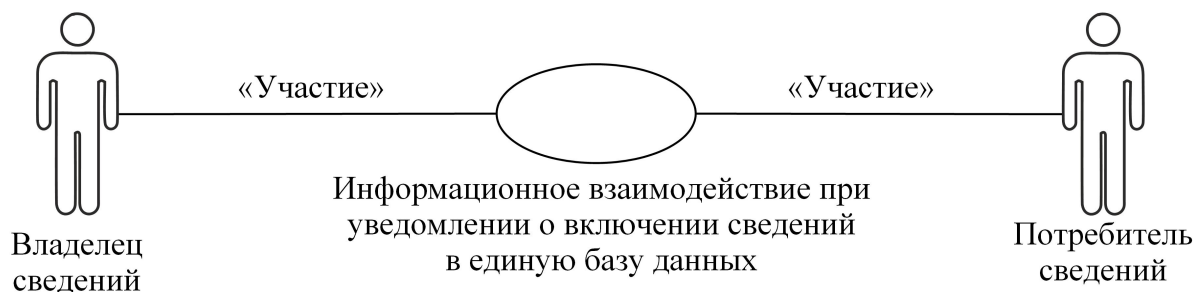 «Участие»
«Участие»
Информационное взаимодействие при
уведомлении о включении сведений
в единую базу данных
Владелец
сведений
Потребитель
сведений